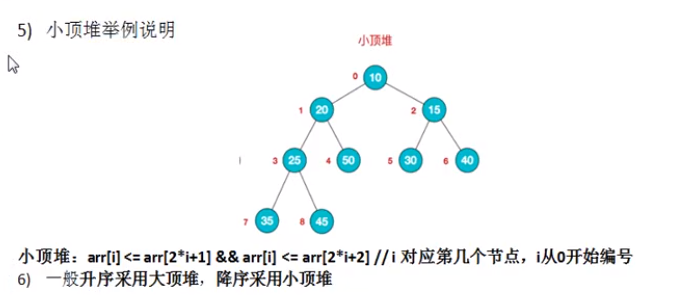 5) 小顶堆举例说明
小顶堆
0 10
1 20 2 15
3 25 4 50 5 30 6 40
7 35 8 45
小顶堆：arr[i] <= arr[2*i+1] && arr[i] <= arr[2*i+2] // i 对应第几个节点，i从0开始编号
6) 一般升序采用大顶堆，降序采用小顶堆